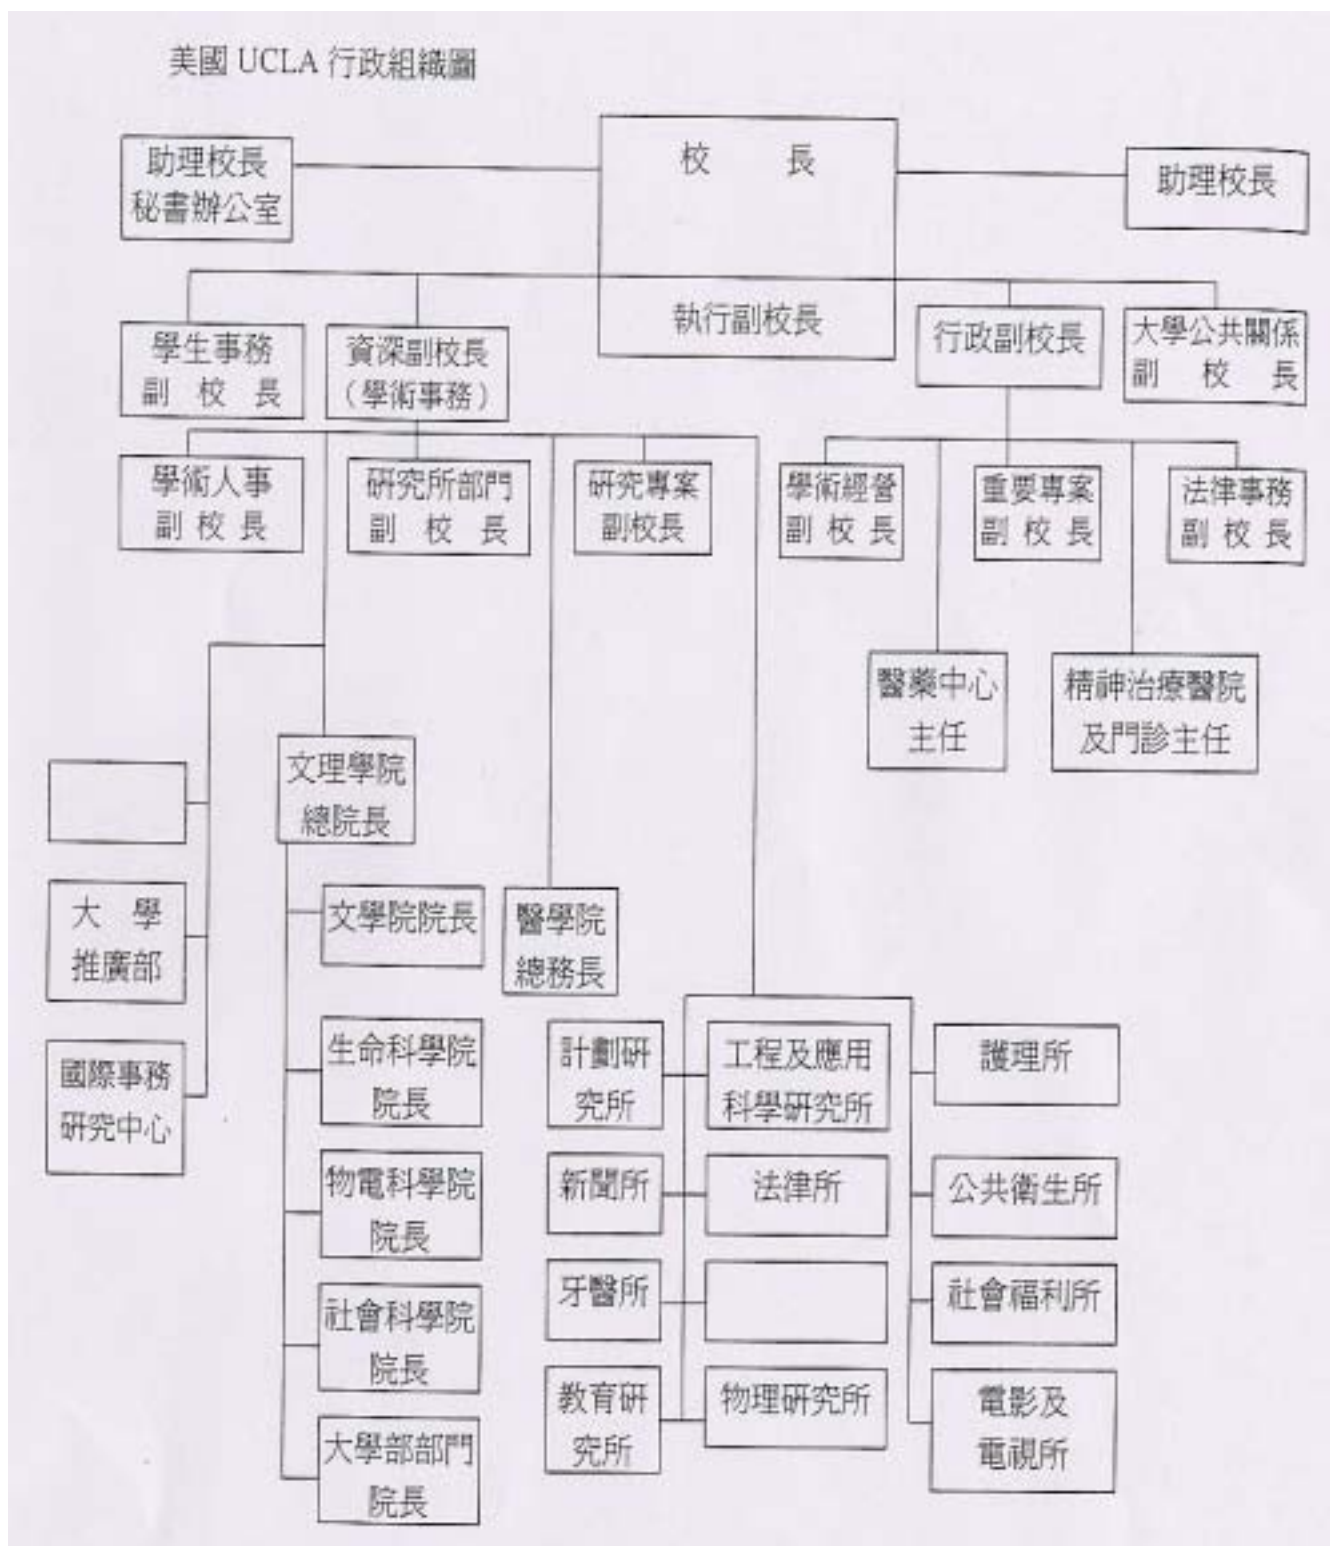 美國 UCLA 行政組織圖
校 長
助理校長
秘書辦公室
助理校長
執行副校長
學生事務
副 校 長
資深副校長
（學術事務）
行政副校長
大學公共關係
副 校 長
學術人事
副 校 長
研究所部門
副 校 長
研究專案
副校長
學術經營
副 校 長
重要專案
副 校 長
法律事務
副 校 長
醫藥中心
主任
精神治療醫院
及門診主任
文理學院
總院長
大 學
推廣部
國際事務
研究中心
文學院院長
生命科學院
院長
物電科學院
院長
社會科學院
院長
大學部部門
院長
醫學院
總務長
計劃研
究所
工程及應用
科學研究所
護理所
新聞所
法律所
公共衛生所
牙醫所
社會福利所
教育研
究所
物理研究所
電影及
電視所